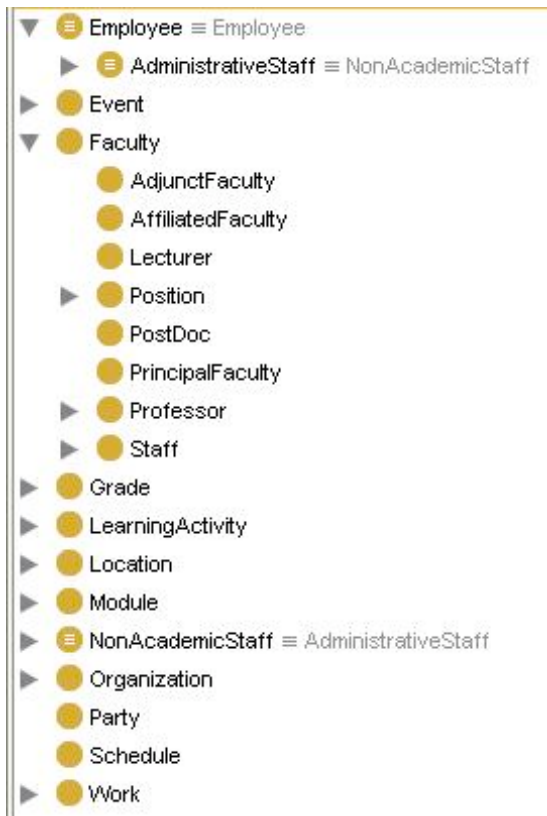 Employee ≡ Employee
AdministrativeStaff ≡ NonAcademicStaff
Event
Faculty
AdjunctFaculty
AffiliatedFaculty
Lecturer
Position
PostDoc
PrincipalFaculty
Professor
Staff
Grade
LearningActivity
Location
Module
NonAcademicStaff ≡ AdministrativeStaff
Organization
Party
Schedule
Work